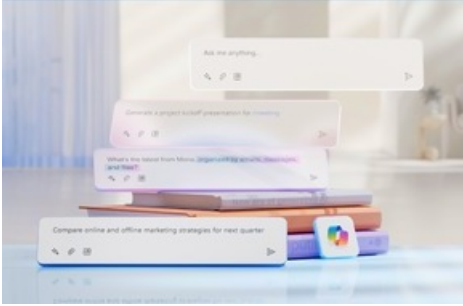 Ask me anything...
Generate a project kickoff presentation for
What's the latest from Mona, organized by emails, messages,
and files?
Compare online and offline marketing strategies for next quarter